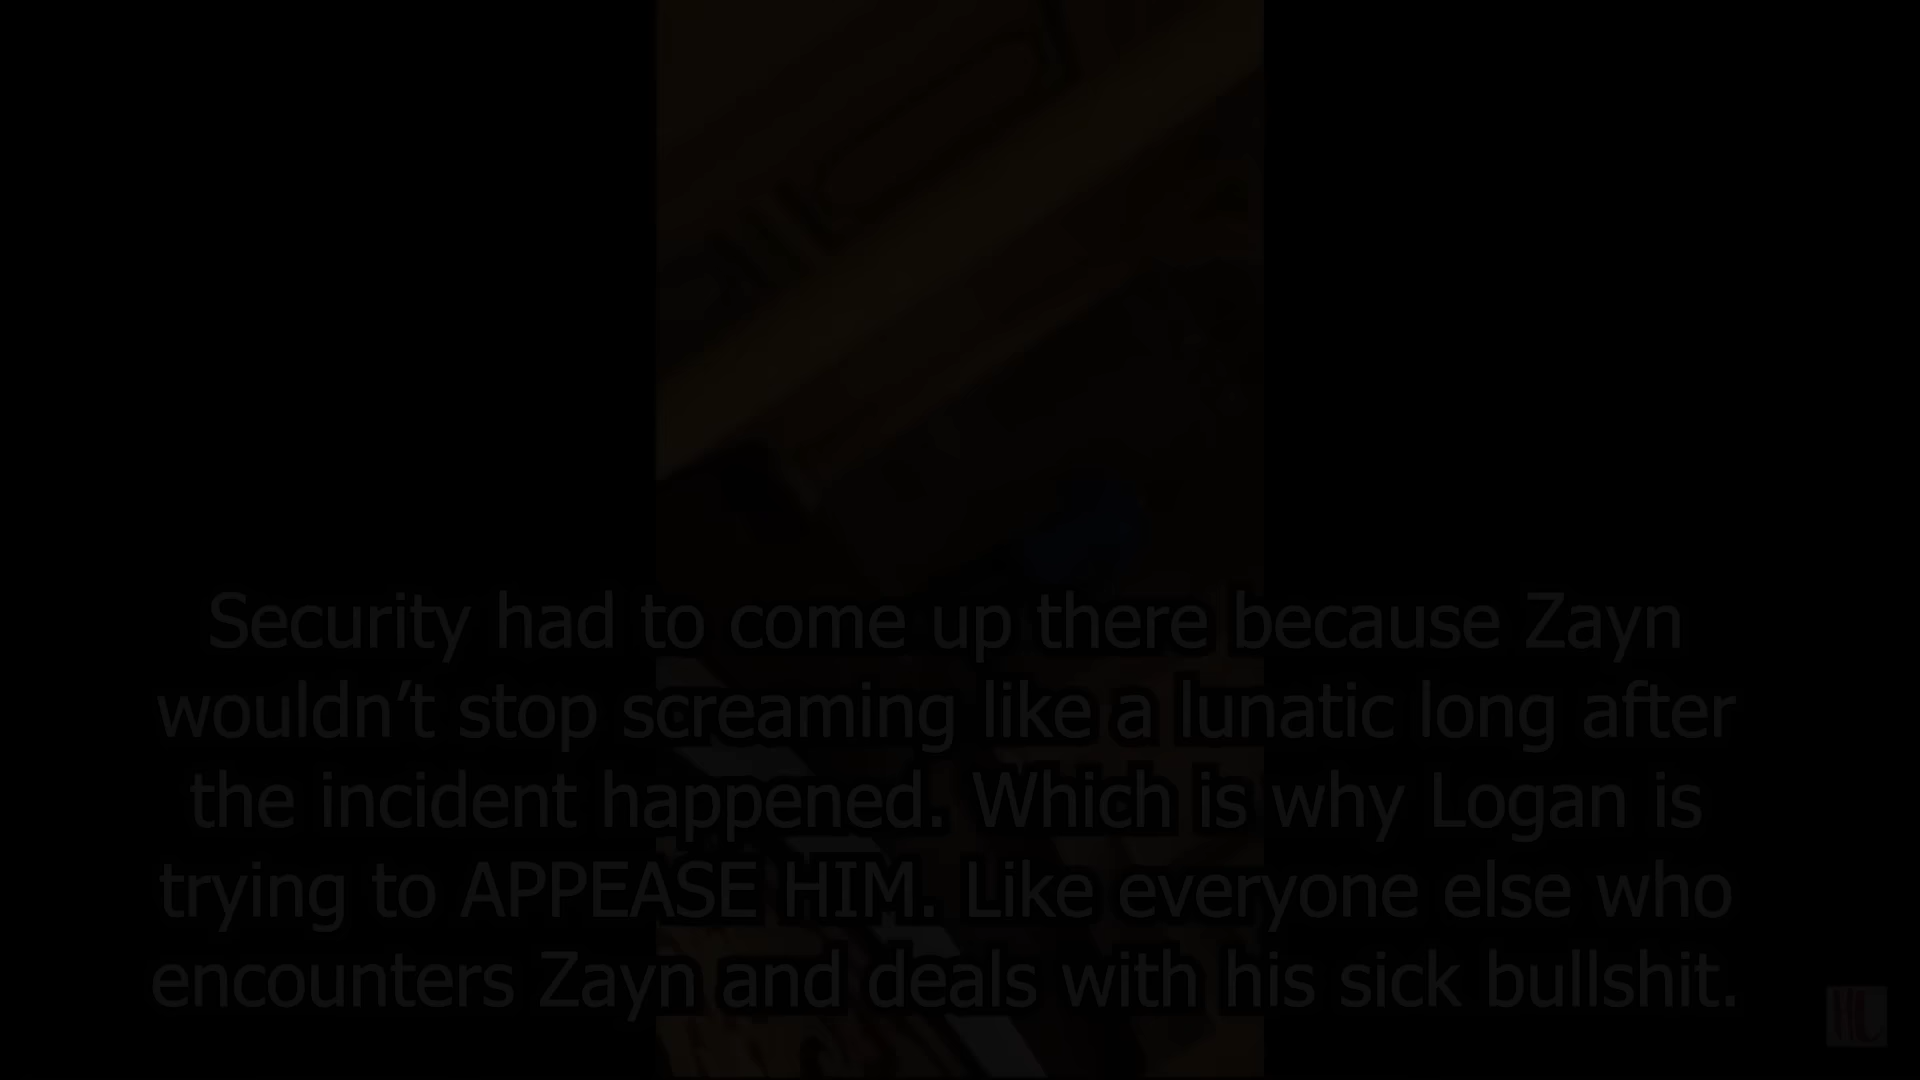 Security had to come up there because Zayn
wouldn’t stop screaming like a lunatic long after
the incident happened. Which is why Logan is
trying to APPEASE HIM. Like everyone else who
encounters Zayn and deals with his sick bullshit.